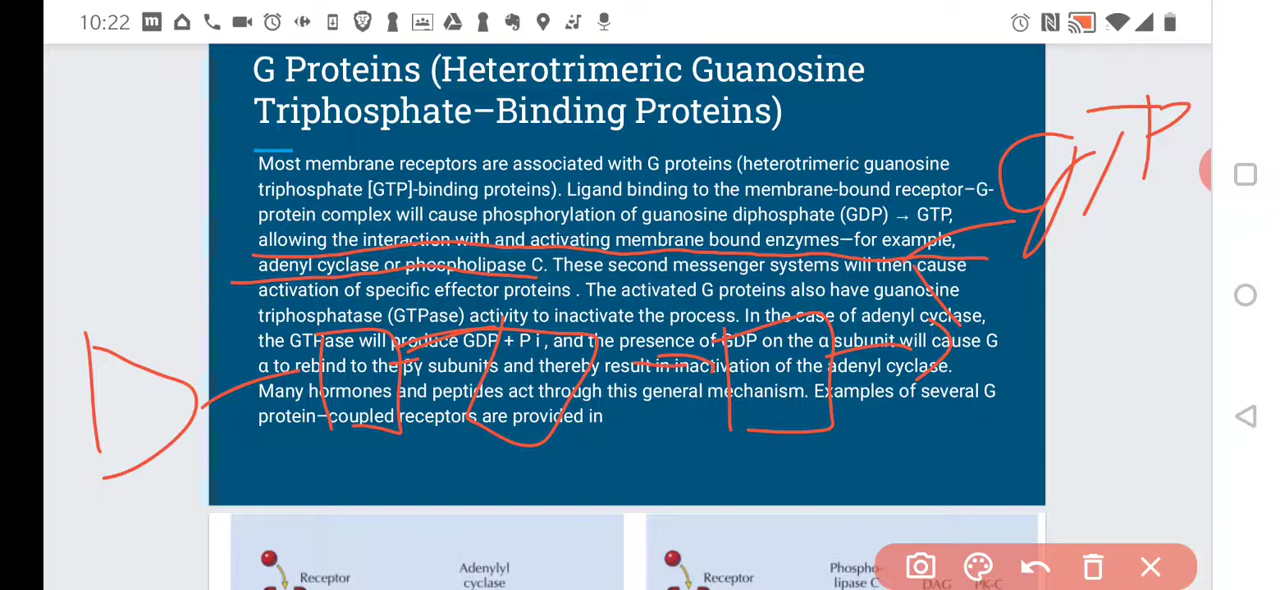 10:22
G Proteins (Heterotrimeric Guanosine
Triphosphate–Binding Proteins)
Most membrane receptors are associated with G proteins (heterotrimeric guanosine
triphosphate [GTP]-binding proteins). Ligand binding to the membrane-bound receptor–G-
protein complex will cause phosphorylation of guanosine diphosphate (GDP) → GTP,
allowing the interaction with and activating membrane bound enzymes—for example,
adenyl cyclase or phospholipase C. These second messenger systems will then cause
activation of specific effector proteins . The activated G proteins also have guanosine
triphosphatase (GTPase) activity to inactivate the process. In the case of adenyl cyclase,
the GTPase will produce GDP + P i , and the presence of GDP on the α subunit will cause G
α to rebind to the βγ subunits and thereby result in inactivation of the adenyl cyclase.
Many hormones and peptides act through this general mechanism. Examples of several G
protein–coupled receptors are provided in
GTP
D
Receptor
Adenylyl
cyclase
Receptor
Phospho-
lipase C
DAG PK-C